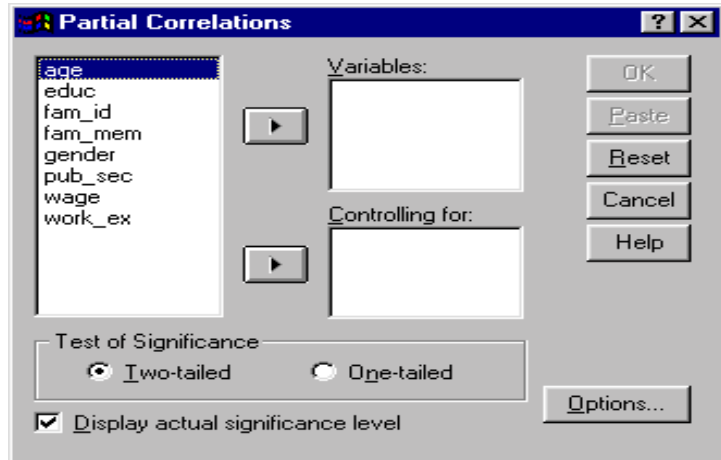 Partial Correlations
age
educ
fam_id
fam_mem
gender
pub_sec
wage
work_ex
Variables:
Controlling for:
OK
Paste
Reset
Cancel
Help
Test of Significance
Two-tailed
One-tailed
Display actual significance level
Options...